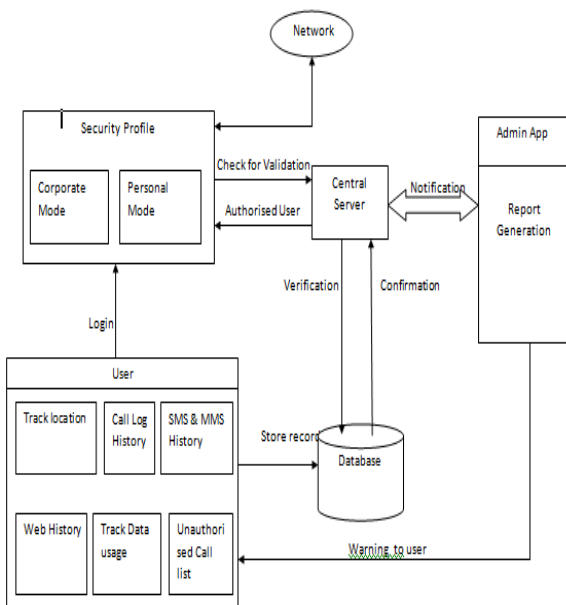 Network
Security Profile
Admin App
Check for Validation
Corporate
Mode
Personal
Mode
Central
Server
Notification
Report
Generation
Authorised User
Verification
Confirmation
Login
User
Track location
Call Log
History
SMS & MMS
History
Store record
Database
Web History
Track Data
usage
Unauthori
sed Call
list
Warning to user